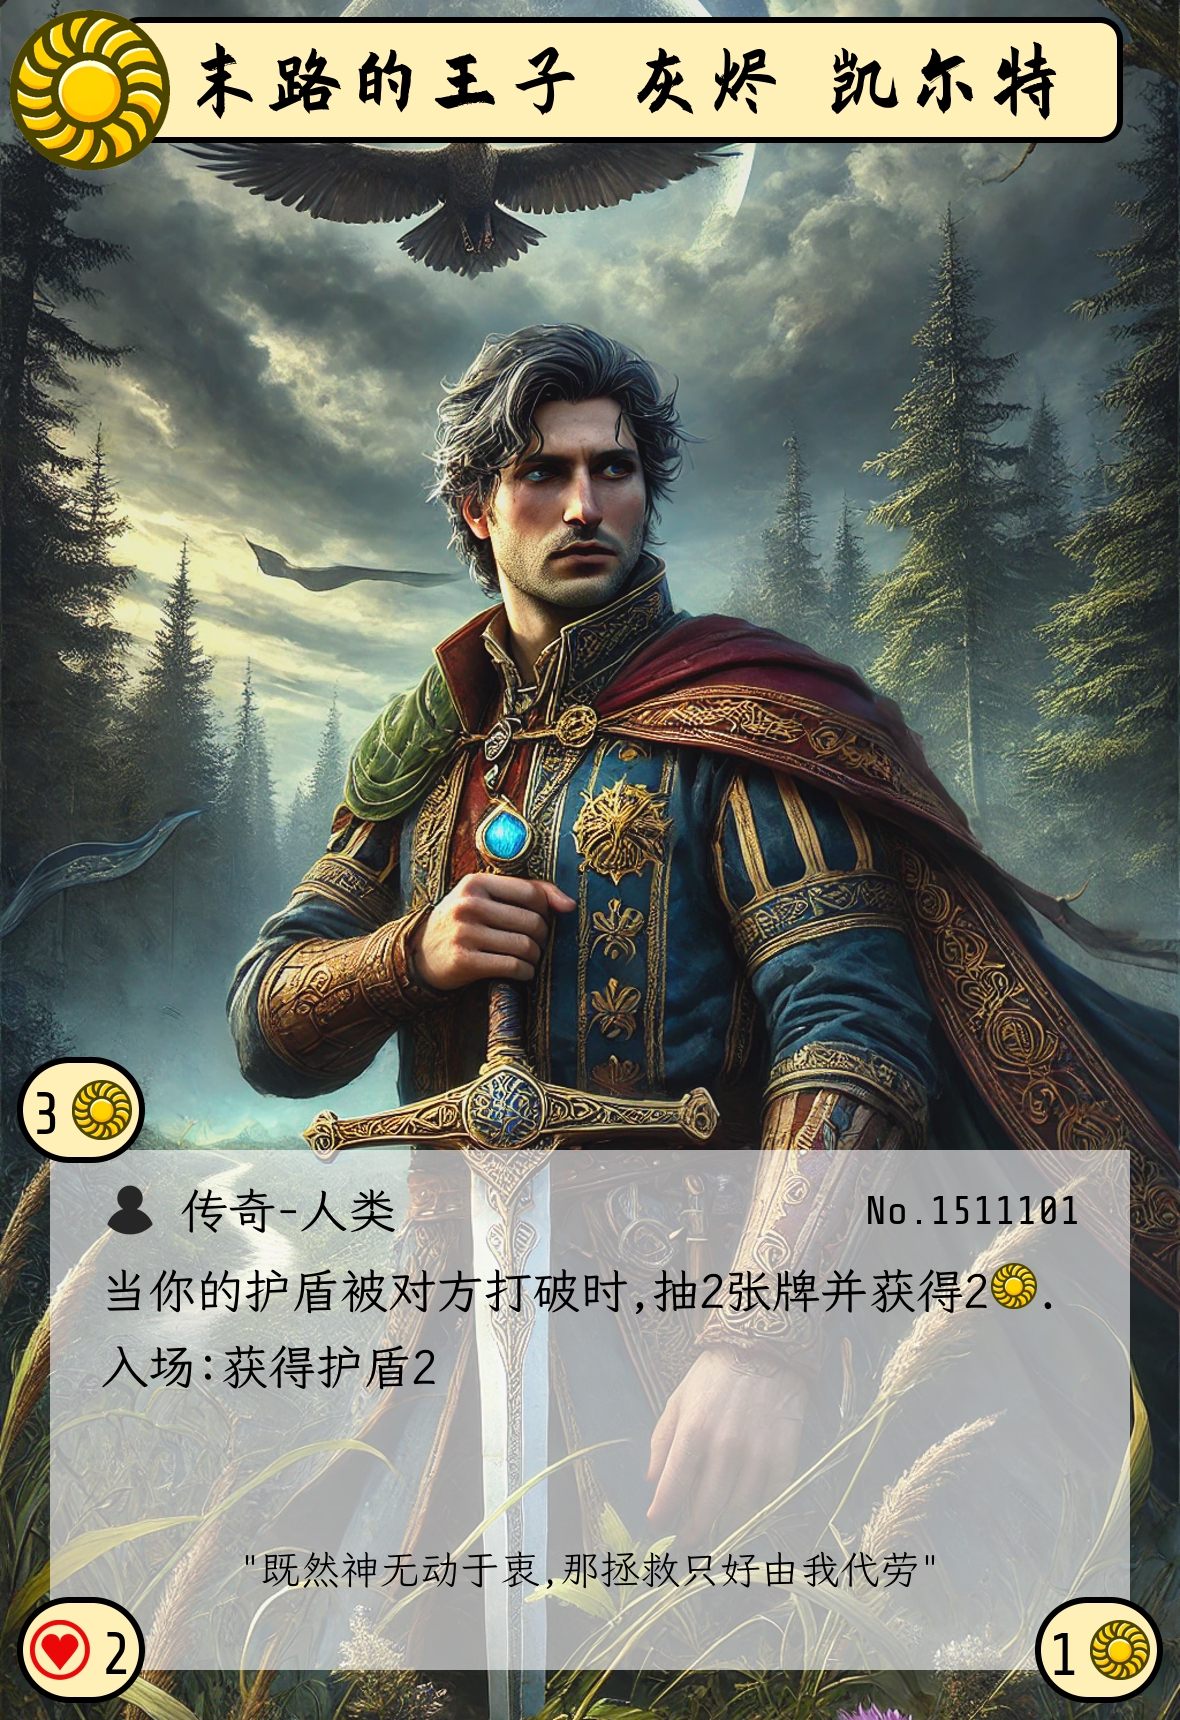 末路的王子 灰烬 凯尔特
3
传奇-人类
No.1511101
当你的护盾被对方打破时,抽2张牌并获得2.
入场:获得护盾2
"既然神无动于衷,那拯救只好由我代劳"
2
1